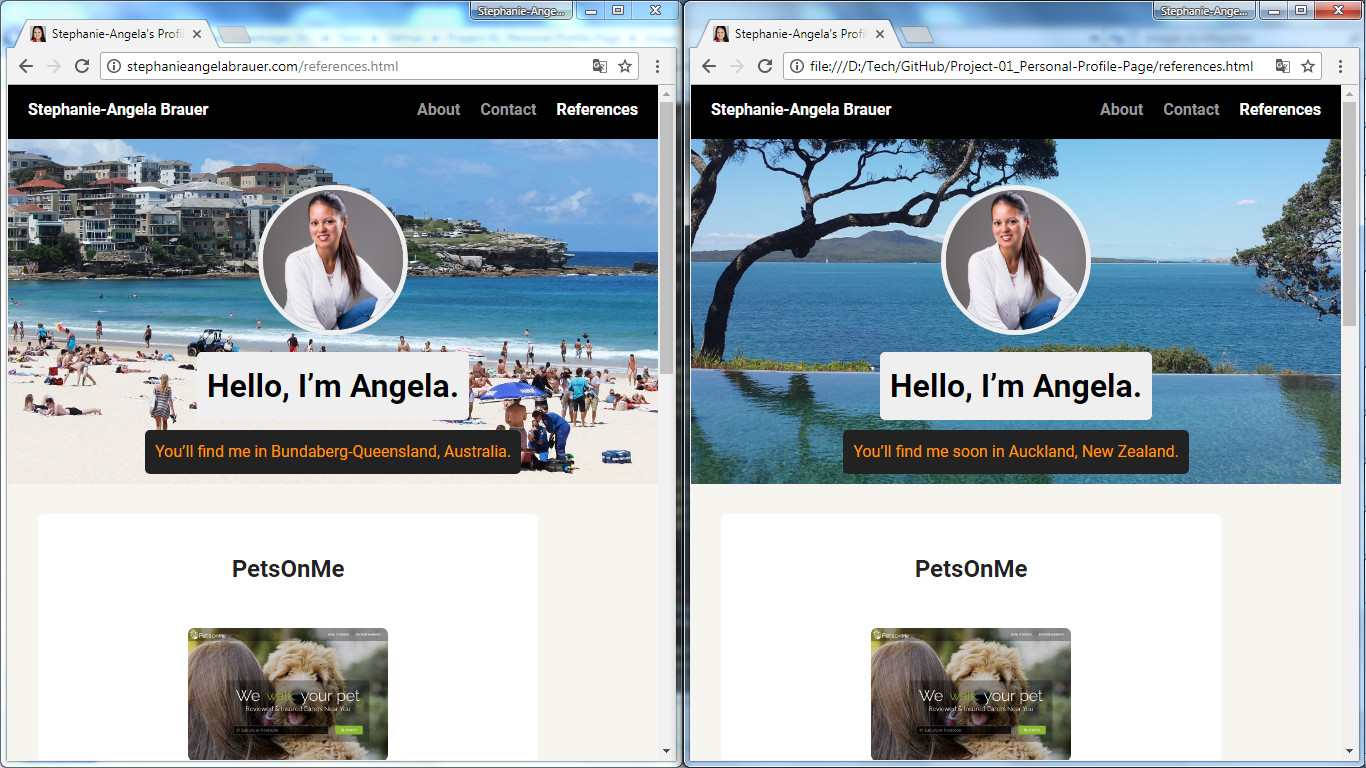 Stephanie-Ange...
Stephanie-Angela's Profi
stephanieangelabrauer.com/references.html
Stephanie-Angela Brauer
About
Contact
References
Hello, I’m Angela.
You’ll find me in Bundaberg-Queensland, Australia.
PetsOnMe
PetsOnMe
We walk your pet
Reviewed & Insured Carers Near You
Stephanie-Ange...
Stephanie-Angela's Profi
file:///D:/Tech/GitHub/Project-01_Personal-Profile-Page/references.html
Stephanie-Angela Brauer
About
Contact
References
Hello, I’m Angela.
You’ll find me soon in Auckland, New Zealand.
PetsOnMe
PetsOnMe
We walk your pet
Reviewed & Insured Carers Near You